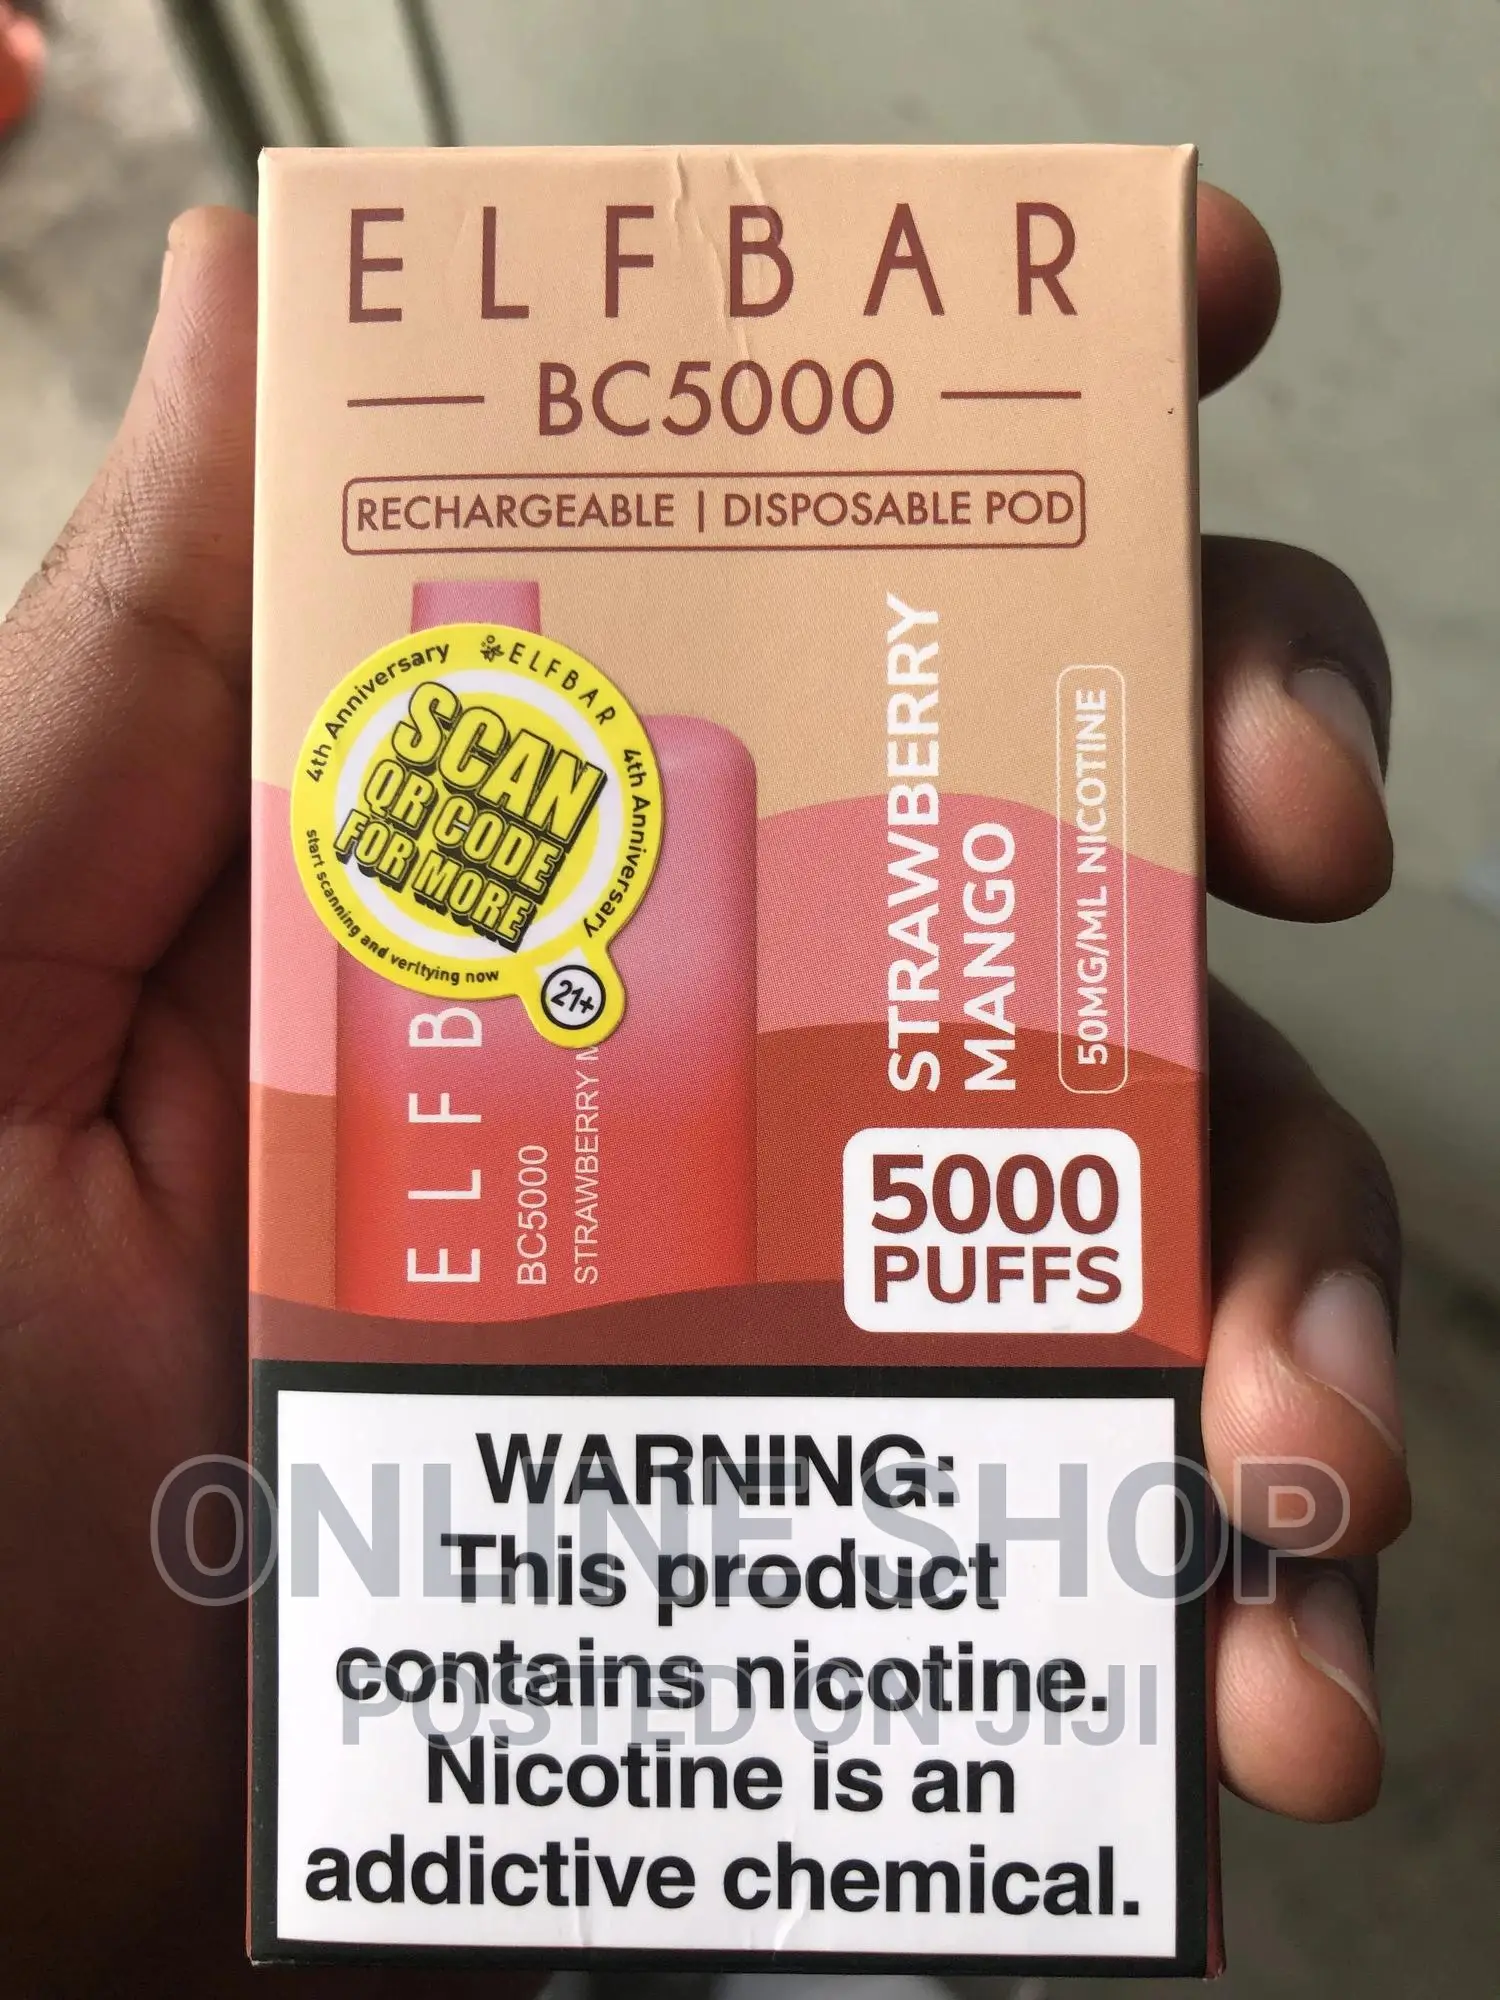 ELFBAR
BC5000
RECHARGEABLE | DISPOSABLE POD
4th Anniversary
ELFBAR
4th Anniversary
SCAN
QR CODE
FOR MORE
start scanning and veritying now
21+
ELFB
BC5000
STRAWBERRY M
STRAWBERRY
MANGO
50MG/ML NICOTINE
5000
PUFFS
WARNING:
This product
contains nicotine.
Nicotine is an
addictive chemical.
ONLINE SHOP
POSTED ON JIJI